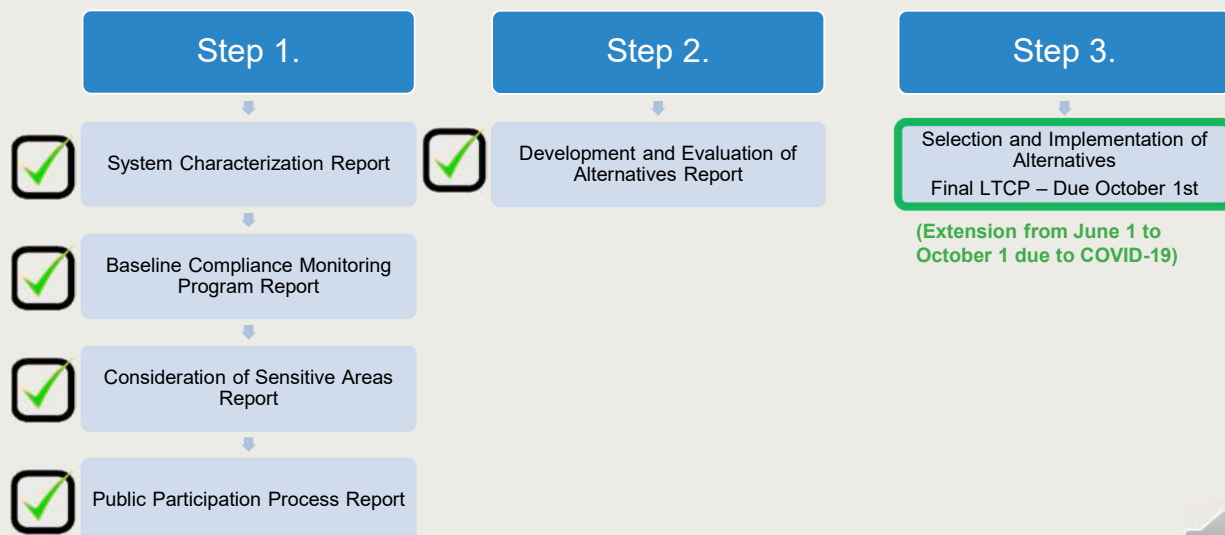 Step 1.
System Characterization Report
Baseline Compliance Monitoring
Program Report
Consideration of Sensitive Areas
Report
Public Participation Process Report
Step 2.
Development and Evaluation of
Alternatives Report
Step 3.
Selection and Implementation of
Alternatives
Final LTCP – Due October 1st
(Extension from June 1 to
October 1 due to COVID-19)